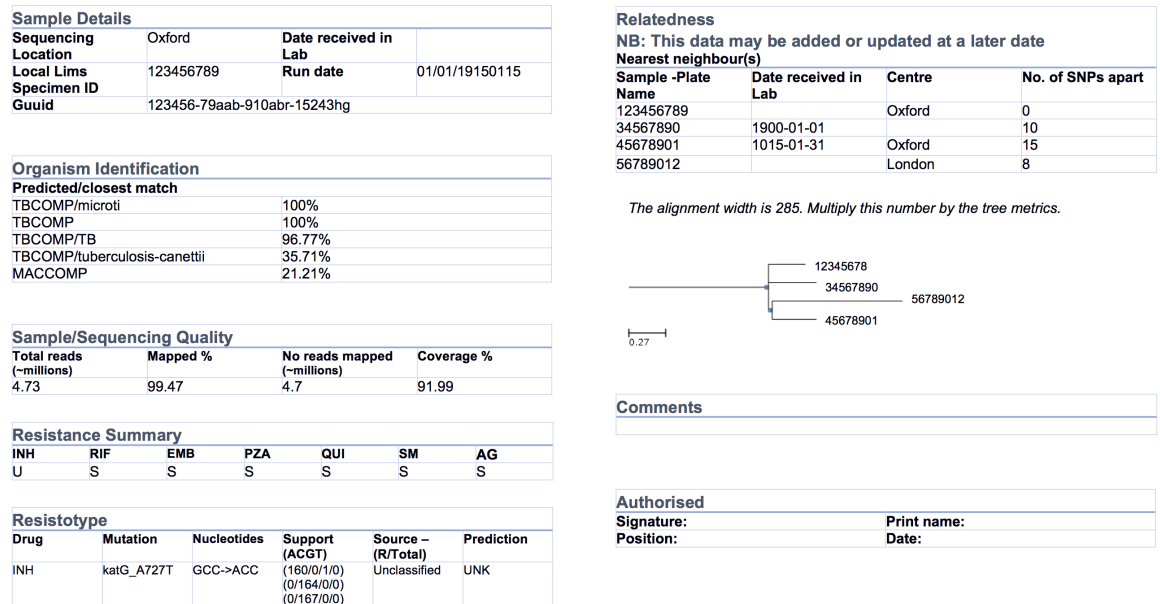 Sample Details
Sequencing Location Oxford Date received in Lab
Local Lims Specimen ID 123456789 Run date 01/01/19150115
Guuid 123456-79aab-910abr-15243hg
Organism Identification
Predicted/closest match
TBCOMP/microti 100%
TBCOMP 100%
TBCOMP/TB 96.77%
TBCOMP/tuberculosis-canettii 35.71%
MACCOMP 21.21%
Sample/Sequencing Quality
Total reads (~millions) Mapped % No reads mapped (~millions) Coverage %
4.73 99.47 4.7 91.99
Resistance Summary
INH RIF EMB PZA QUI SM AG
U S S S S S S
Resistotype
Drug Mutation Nucleotides Support (ACGT) Source – (R/Total) Prediction
INH katG_A727T GCC->ACC (160/0/1/0) Unclassified UNK
(0/164/0/0)
(0/167/0/0)
Relatedness
NB: This data may be added or updated at a later date
Nearest neighbour(s)
Sample -Plate Name Date received in Lab Centre No. of SNPs apart
123456789 Oxford 0
34567890 1900-01-01 10
45678901 1015-01-31 Oxford 15
56789012 London 8
The alignment width is 285. Multiply this number by the tree metrics.
12345678
34567890
56789012
45678901
0.27
Comments
Authorised
Signature: Print name:
Position: Date: